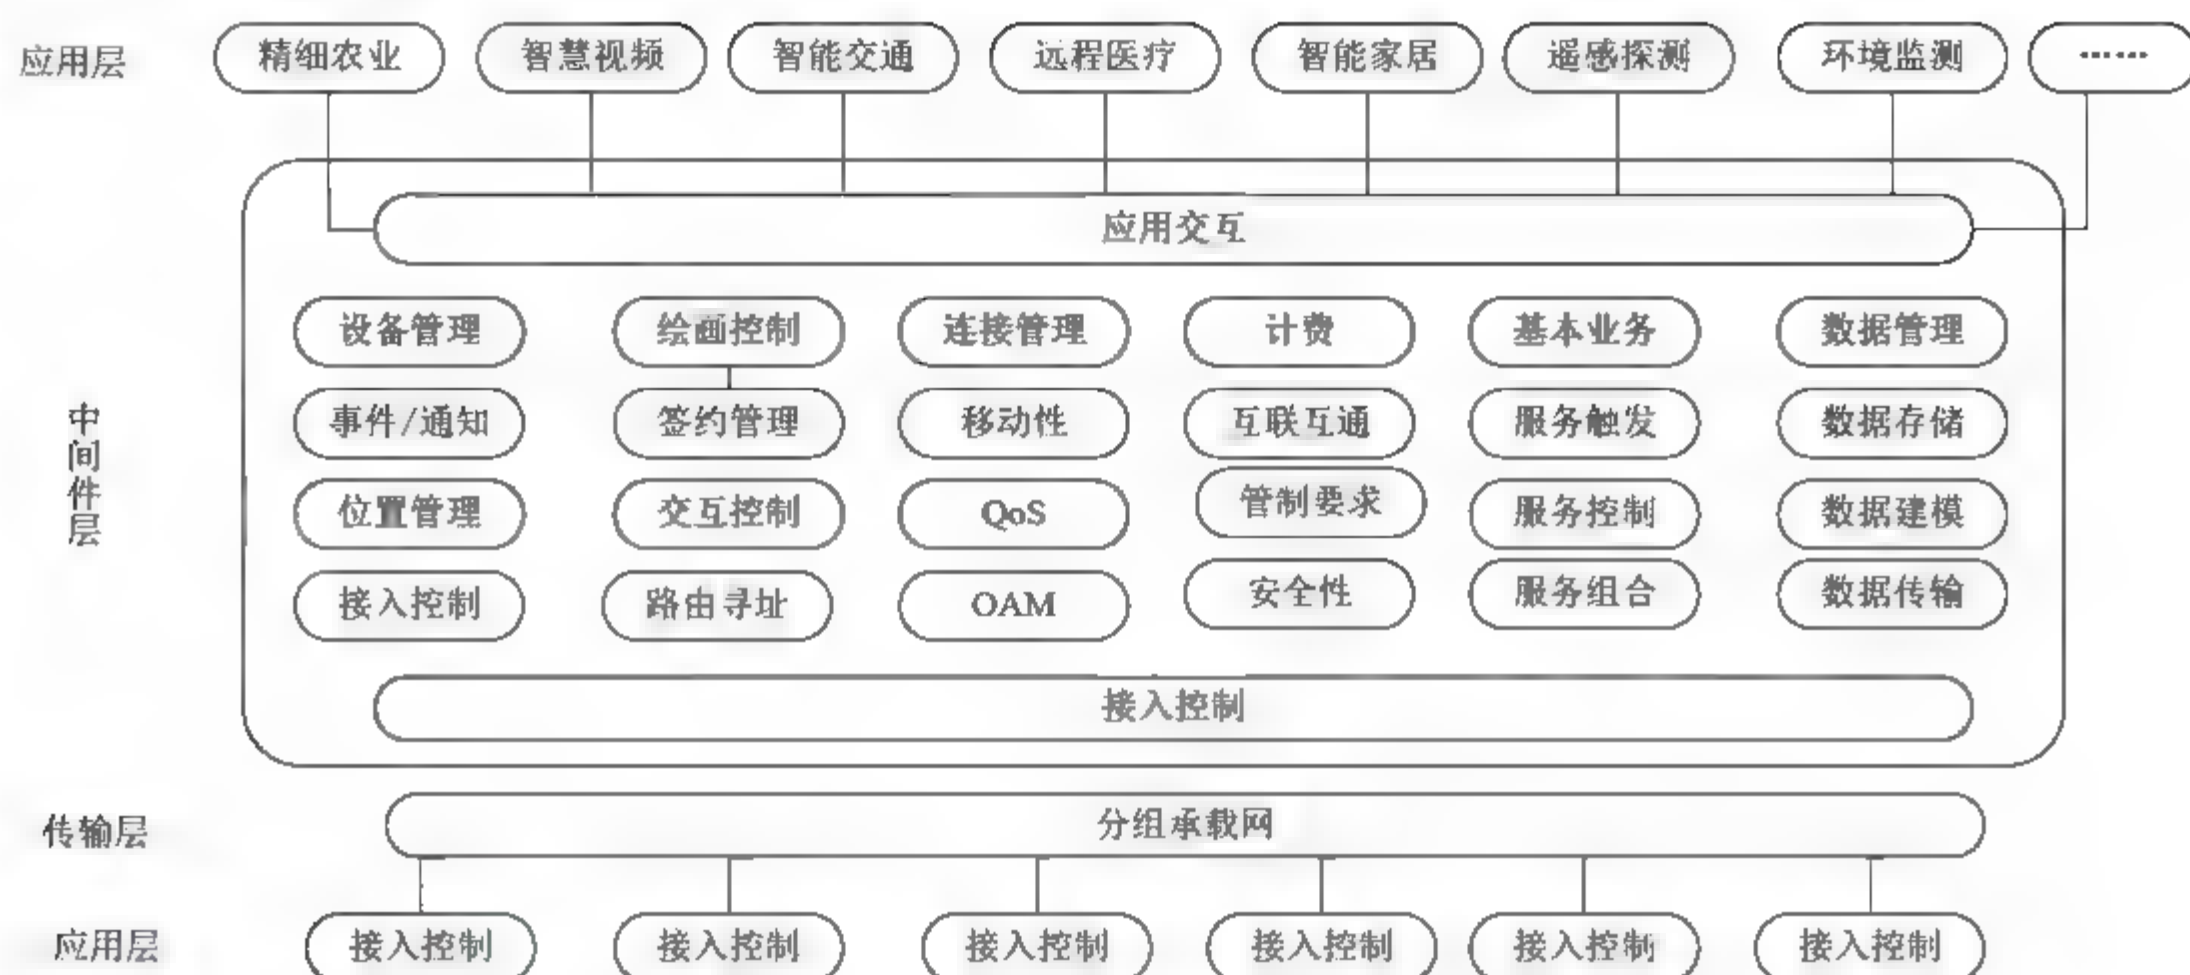 应用层 精细农业 智慧视频 智能交通 远程医疗 智能家居 遥感探测 环境监测 ……
应用交互
中间件层
设备管理 绘画控制 连接管理 计费 基本业务 数据管理
事件/通知 签约管理 移动性 互联互通 服务触发 数据存储
位置管理 交互控制 QoS 管制要求 服务控制 数据建模
接入控制 路由寻址 OAM 安全性 服务组合 数据传输
接入控制
传输层 分组承载网
应用层 接入控制 接入控制 接入控制 接入控制 接入控制 接入控制